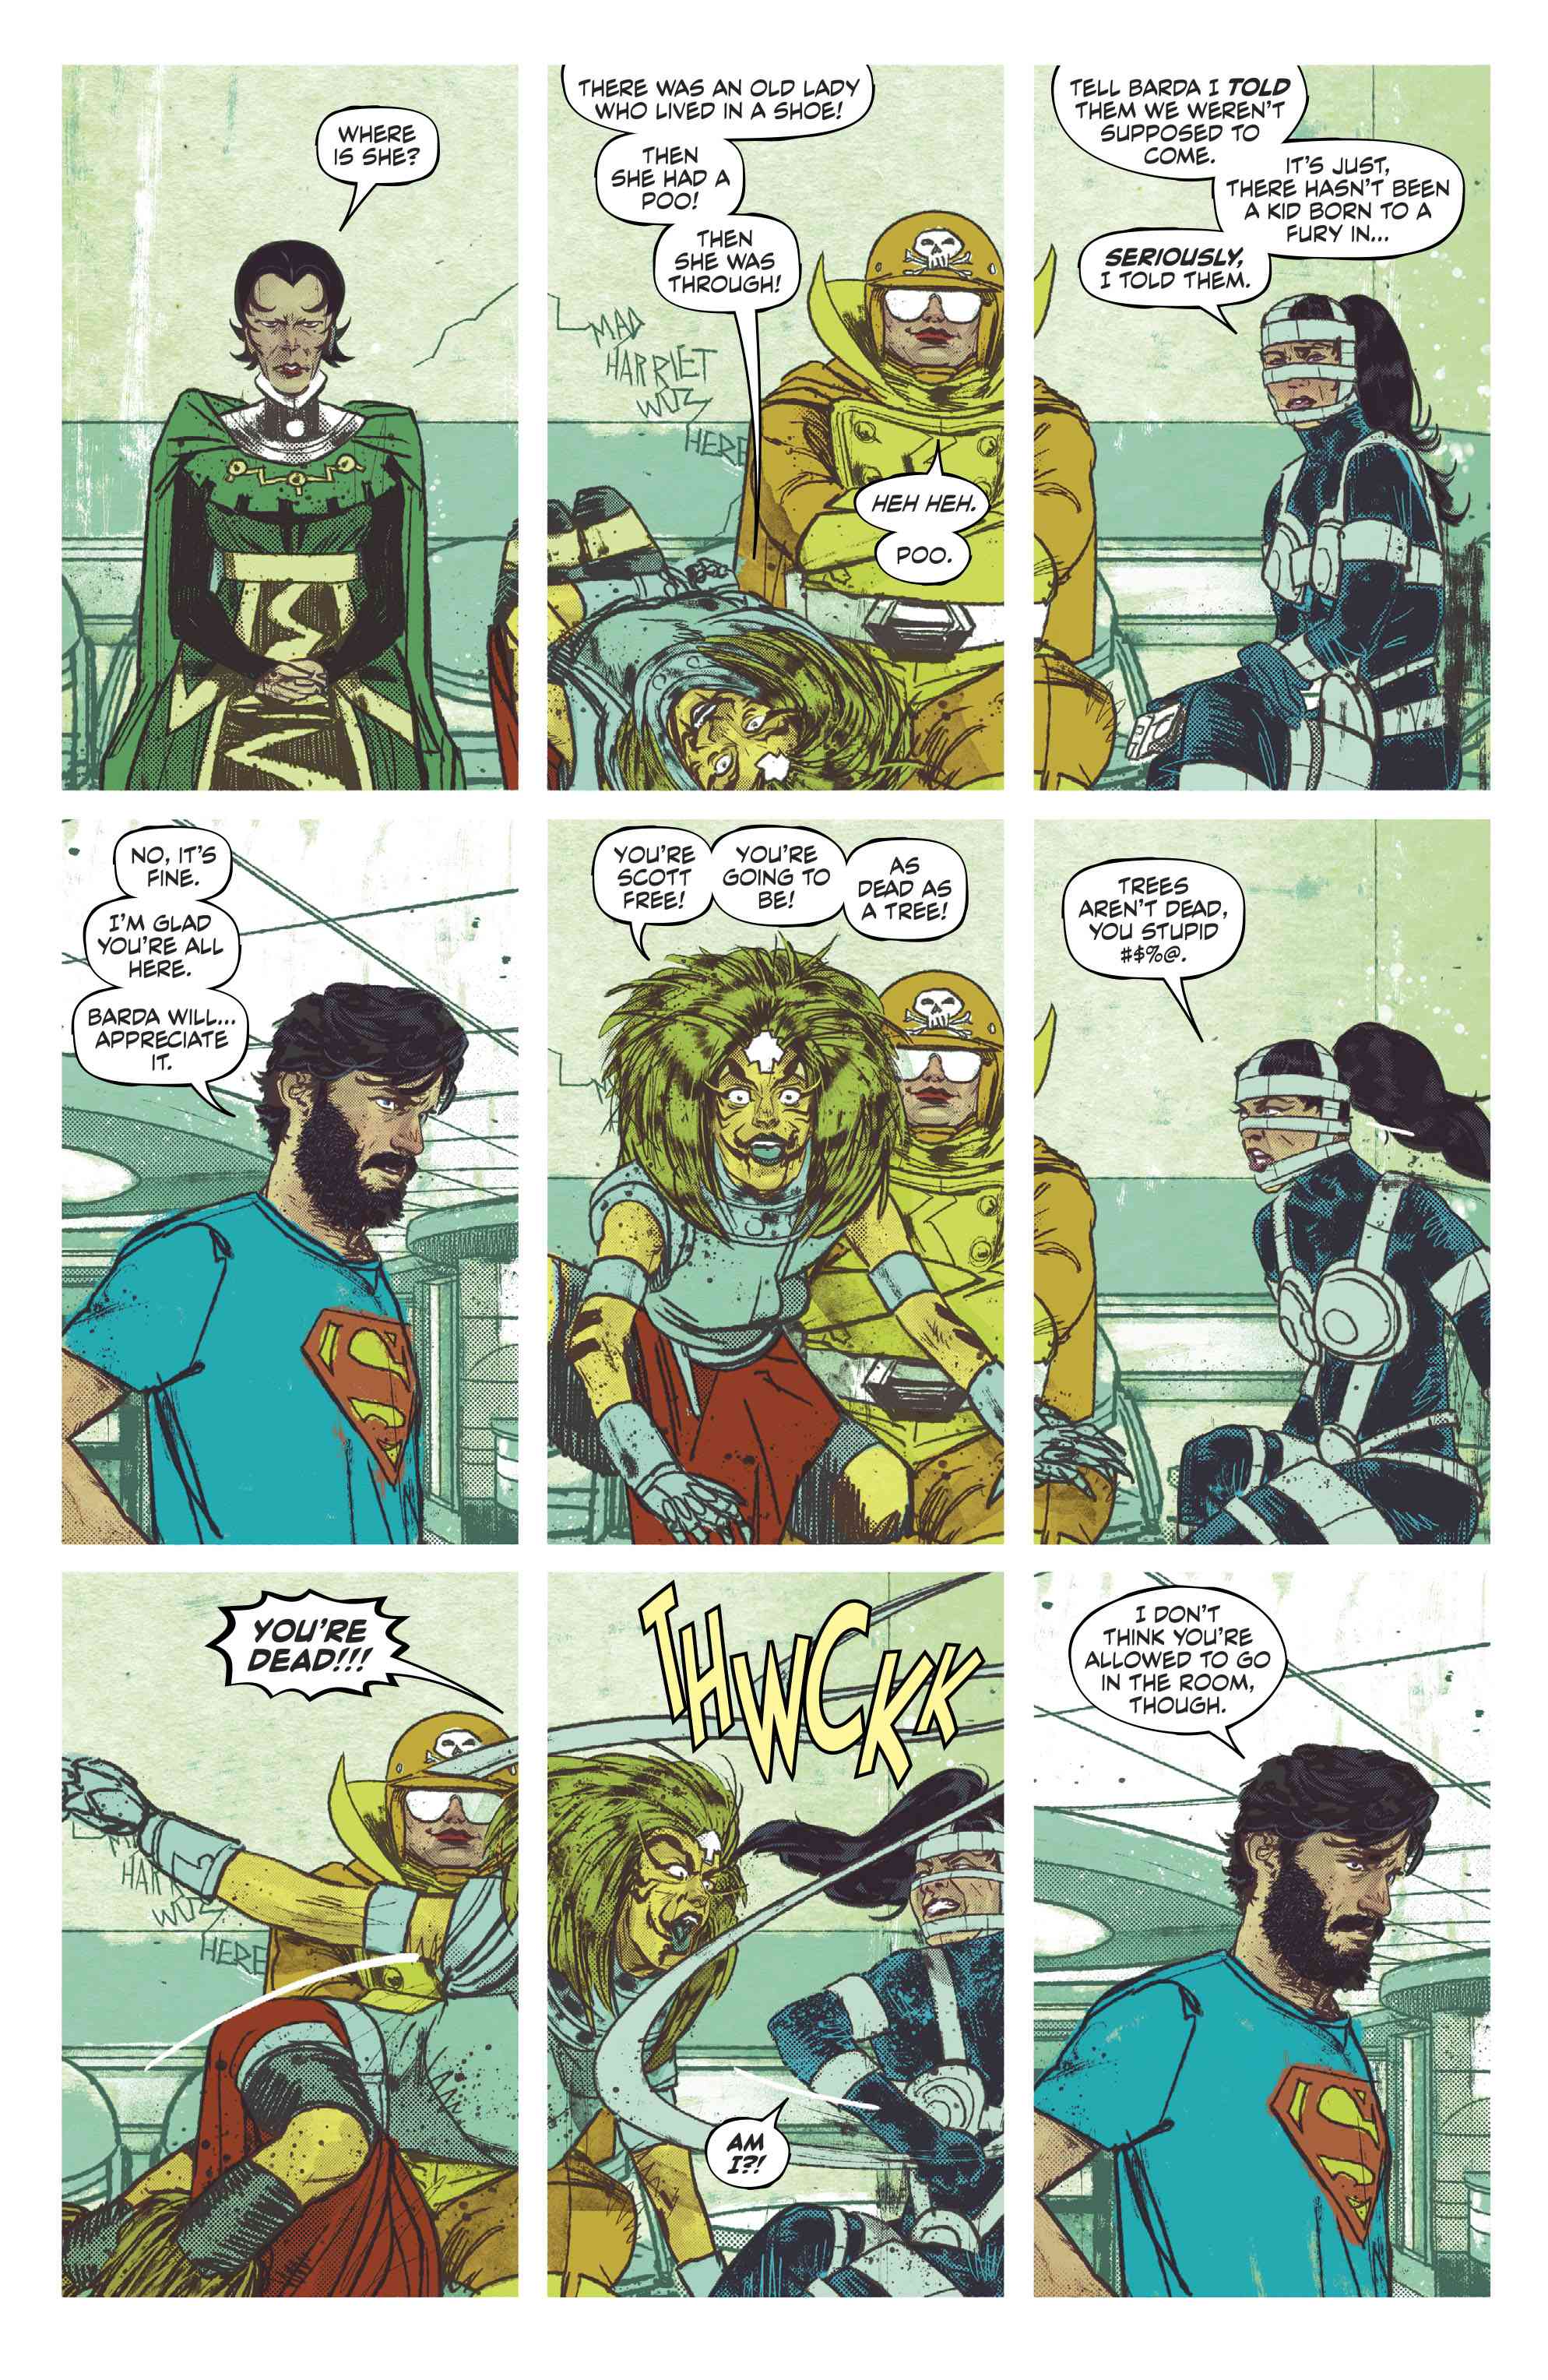 WHERE
IS SHE?
THERE WAS AN OLD LADY
WHO LIVED IN A SHOE!
THEN
SHE HAD A
POO!
THEN
SHE WAS
THROUGH!
MAD
HARRIET
WUZ
HERE
HEH HEH.
POO.
TELL BARDA I TOLD
THEM WE WEREN'T
SUPPOSED TO
COME.
IT'S JUST,
THERE HASN'T BEEN
A KID BORN TO A
FURY IN...
SERIOUSLY,
I TOLD THEM.
NO, IT'S
FINE.
I'M GLAD
YOU'RE ALL
HERE.
BARDA WILL...
APPRECIATE
IT.
S
YOU'RE
SCOTT
FREE!
YOU'RE
GOING TO
BE!
AS
DEAD AS
A TREE!
TREES
AREN'T DEAD,
YOU STUPID
#$%@.
YOU'RE
DEAD!!!
HAR
WUZ
HERE
THWCKK
AM
I?!
I DON'T
THINK YOU'RE
ALLOWED TO GO
IN THE ROOM,
THOUGH.
S